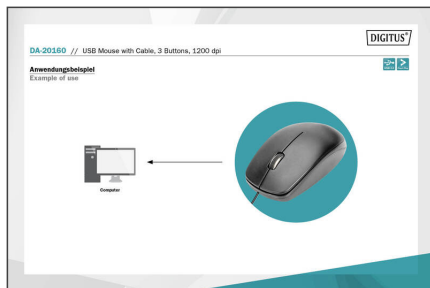 DIGITUS®
DA-20160 // USB Mouse with Cable, 3 Buttons, 1200 dpi
Anwendungsbeispiel
Example of use
Computer